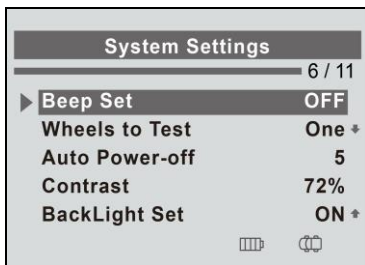 System Settings
6 / 11
Beep Set OFF
Wheels to Test One
Auto Power-off 5
Contrast 72%
BackLight Set ON